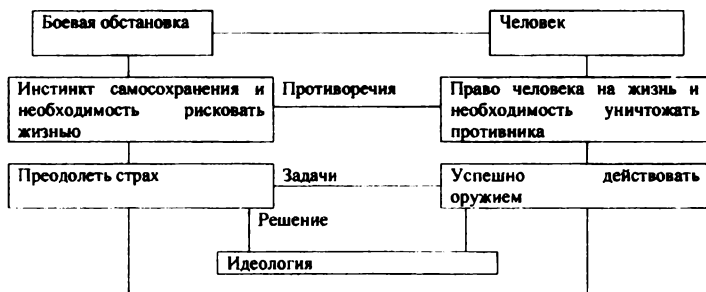 Боевая обстановка
Человек
Инстинкт самосохранения и
необходимость рисковать
жизнью
Противоречия
Право человека на жизнь и
необходимость уничтожать
противника
Преодолеть страх
Задачи
Успешно действовать
оружием
Решение
Идеология